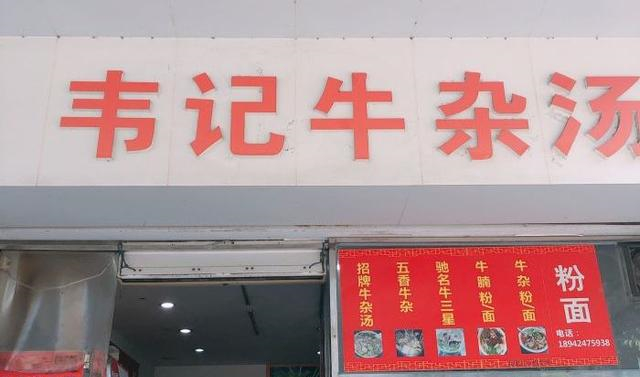 韦记牛杂汤
招牌牛杂汤
五香牛杂
驰名牛三星
牛腩粉/面
牛杂粉/面
粉面
电话：
18942475938